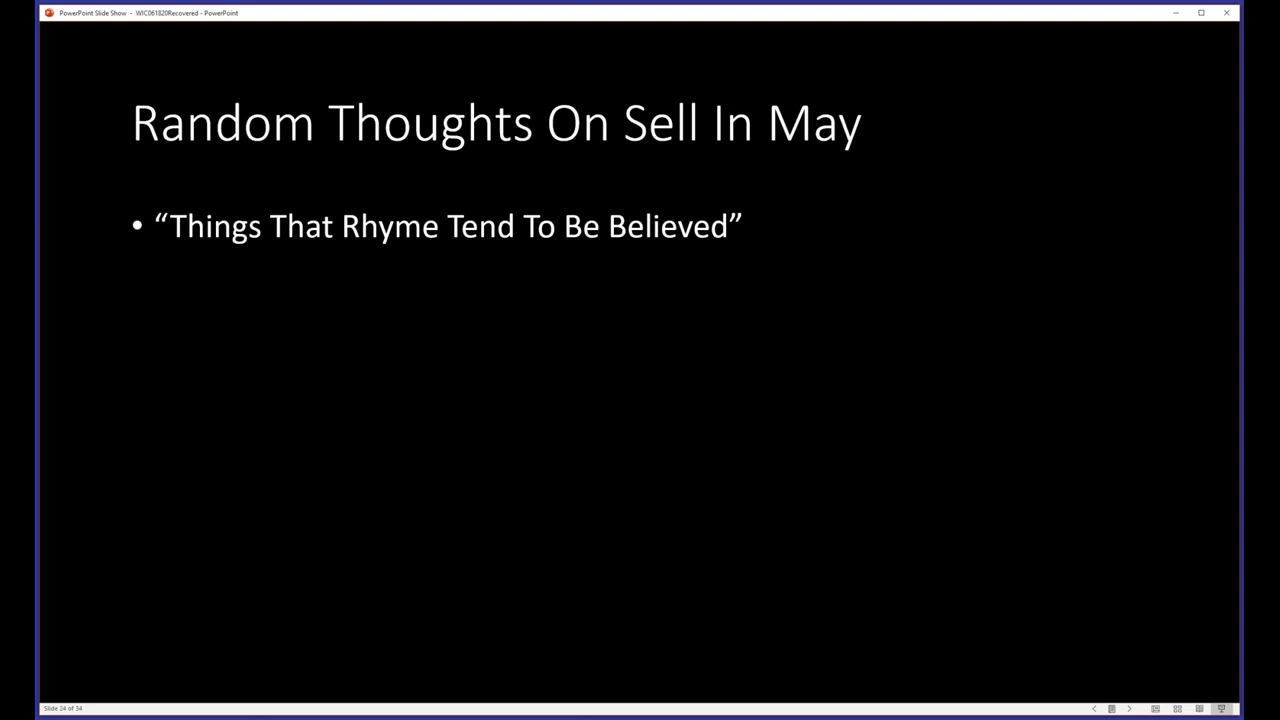 PowerPoint Slide Show - WIC061820Recovered - PowerPoint
Random Thoughts On Sell In May
• “Things That Rhyme Tend To Be Believed”
Slide 24 of 34